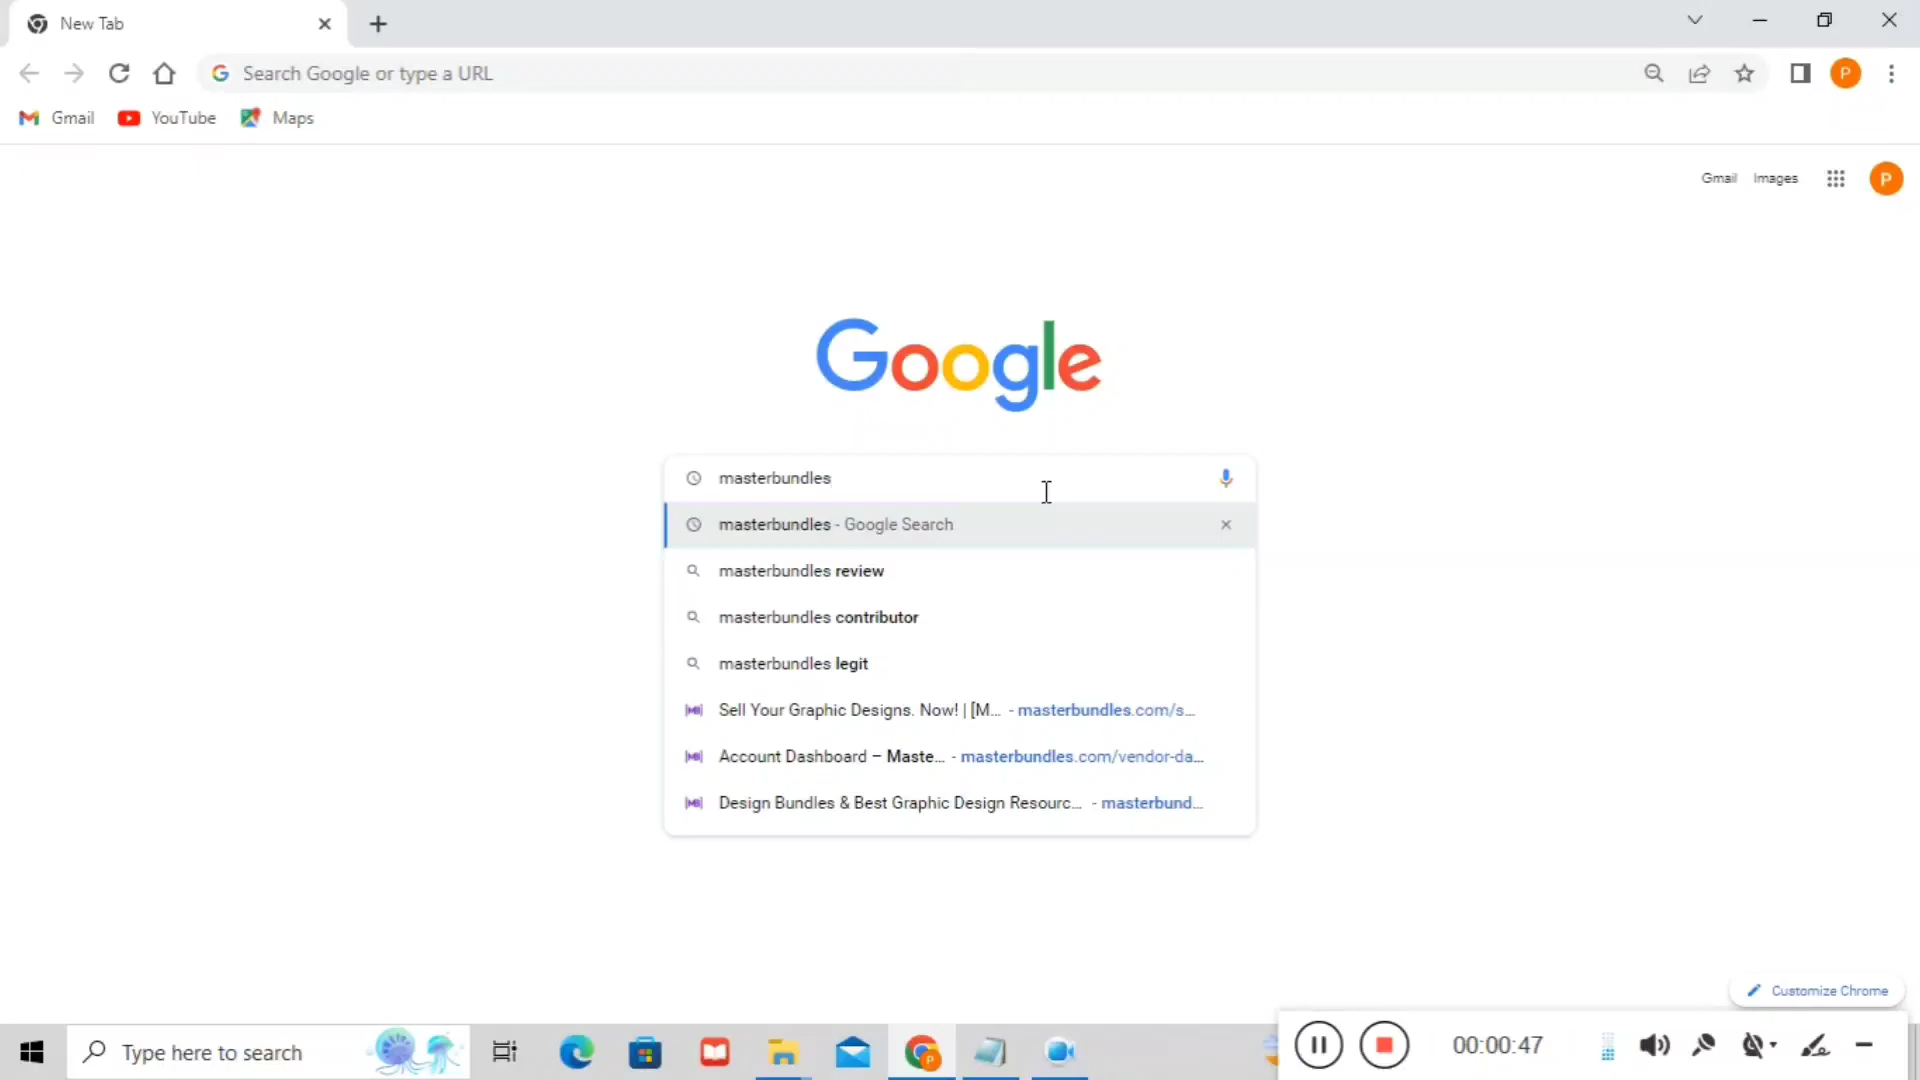 New Tab
Search Google or type a URL
P
Gmail YouTube Maps
Gmail Images P
Google
masterbundles
masterbundles - Google Search
masterbundles review
masterbundles contributor
masterbundles legit
Sell Your Graphic Designs. Now! | [M... - masterbundles.com/s...
Account Dashboard – Maste... - masterbundles.com/vendor-da...
Design Bundles & Best Graphic Design Resourc... - masterbund...
Customize Chrome
Type here to search
P
00:00:47